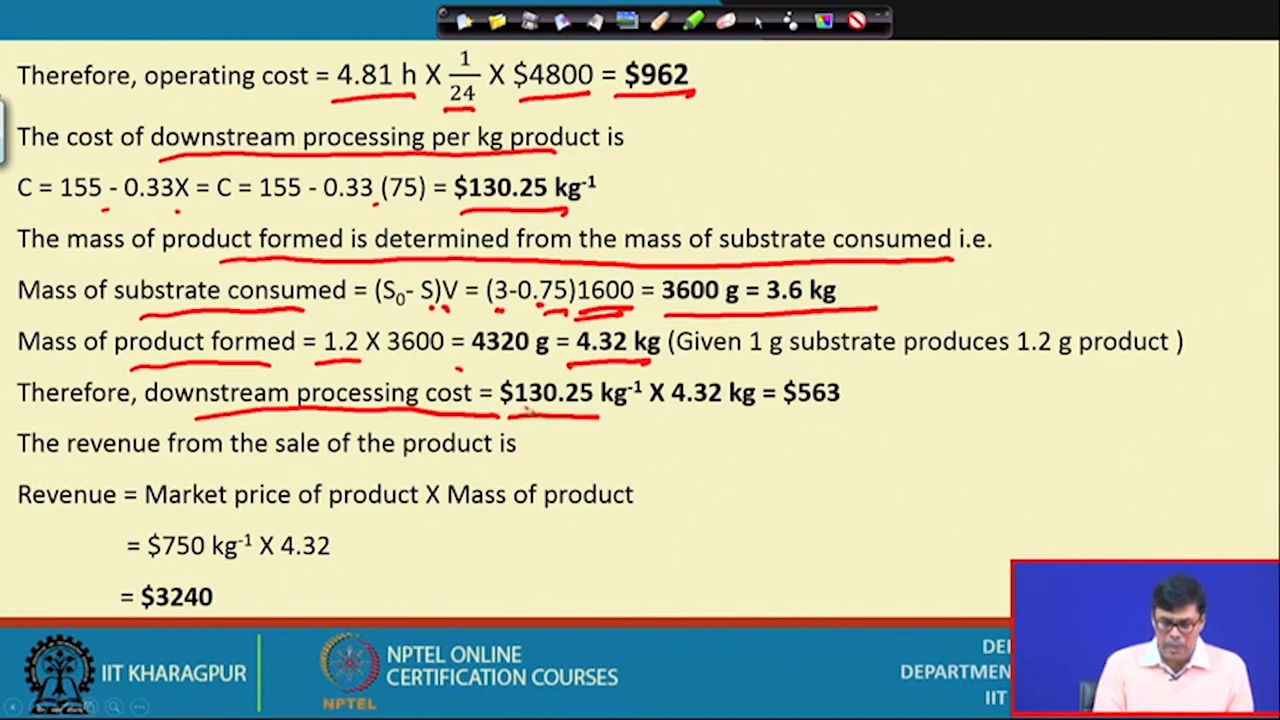 Therefore, operating cost = 4.81 h X 1/24 X $4800 = $962
The cost of downstream processing per kg product is
C = 155 - 0.33X = C = 155 - 0.33 (75) = $130.25 kg⁻¹
The mass of product formed is determined from the mass of substrate consumed i.e.
Mass of substrate consumed = (S₀- S)V = (3-0.75)1600 = 3600 g = 3.6 kg
Mass of product formed = 1.2 X 3600 = 4320 g = 4.32 kg (Given 1 g substrate produces 1.2 g product )
Therefore, downstream processing cost = $130.25 kg⁻¹ X 4.32 kg = $563
The revenue from the sale of the product is
Revenue = Market price of product X Mass of product
= $750 kg⁻¹ X 4.32
= $3240
IIT KHARAGPUR
NPTEL
NPTEL ONLINE
CERTIFICATION COURSES
DEPARTMEN
IIT